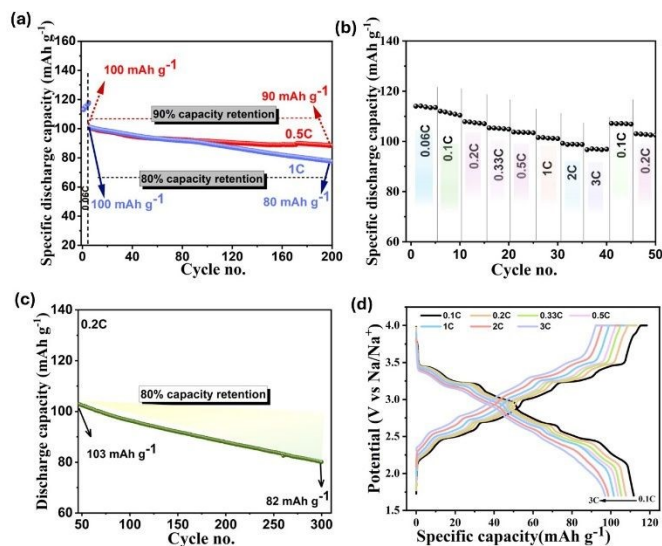 (a)
Specific discharge capacity (mAh g⁻¹)
160
140
120
100
80
60
40
20
100 mAh g⁻¹
90% capacity retention
90 mAh g⁻¹
0.5C
1C
80% capacity retention
0.06C
100 mAh g⁻¹
80 mAh g⁻¹
0 40 80 120 160 200
Cycle no.
(b)
Specific discharge capacity (mAh g⁻¹)
140
120
100
80
60
0.06C
0.1C
0.2C
0.33C
0.5C
1C
2C
3C
0.1C
0.2C
0 10 20 30 40 50
Cycle no.
(c)
Discharge capacity (mAh g⁻¹)
140
120
100
80
60
0.2C
80% capacity retention
103 mAh g⁻¹
82 mAh g⁻¹
50 100 150 200 250 300
Cycle no.
(d)
Potential (V vs Na/Na⁺)
4.5
4.0
3.5
3.0
2.5
2.0
1.5
0.1C 0.2C 0.33C 0.5C
1C 2C 3C
3C 0.1C
0 20 40 60 80 100 120
Specific capacity(mAh g⁻¹)